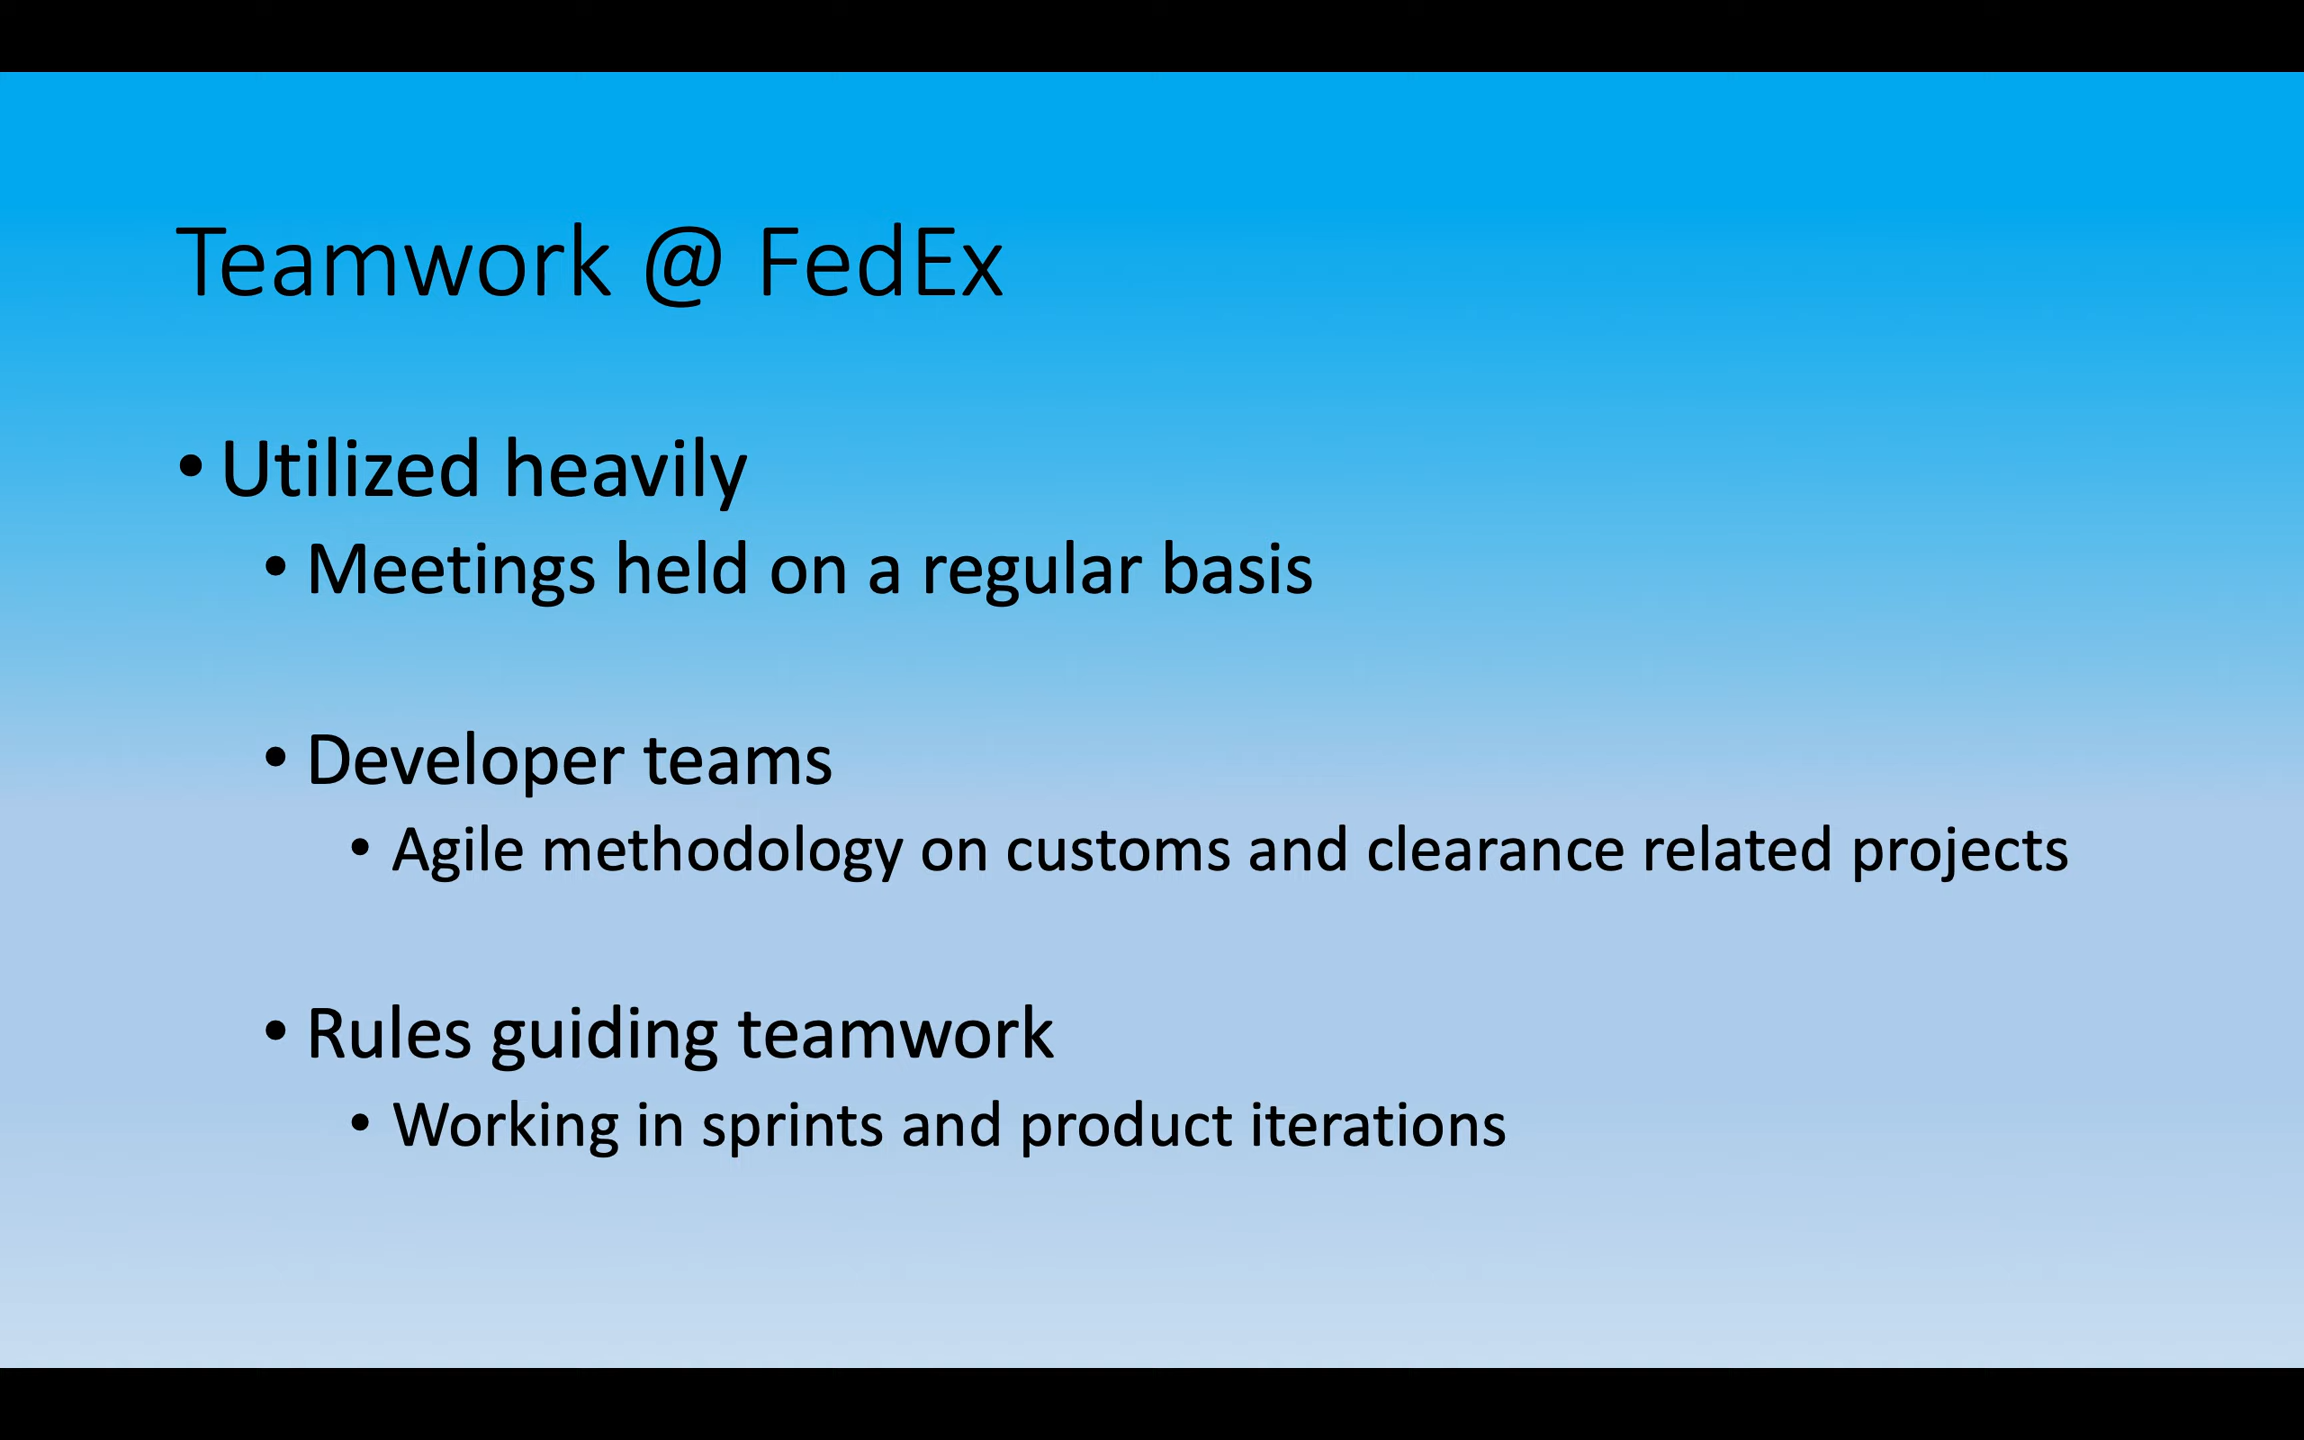 Teamwork @ FedEx
• Utilized heavily
• Meetings held on a regular basis
• Developer teams
• Agile methodology on customs and clearance related projects
• Rules guiding teamwork
• Working in sprints and product iterations